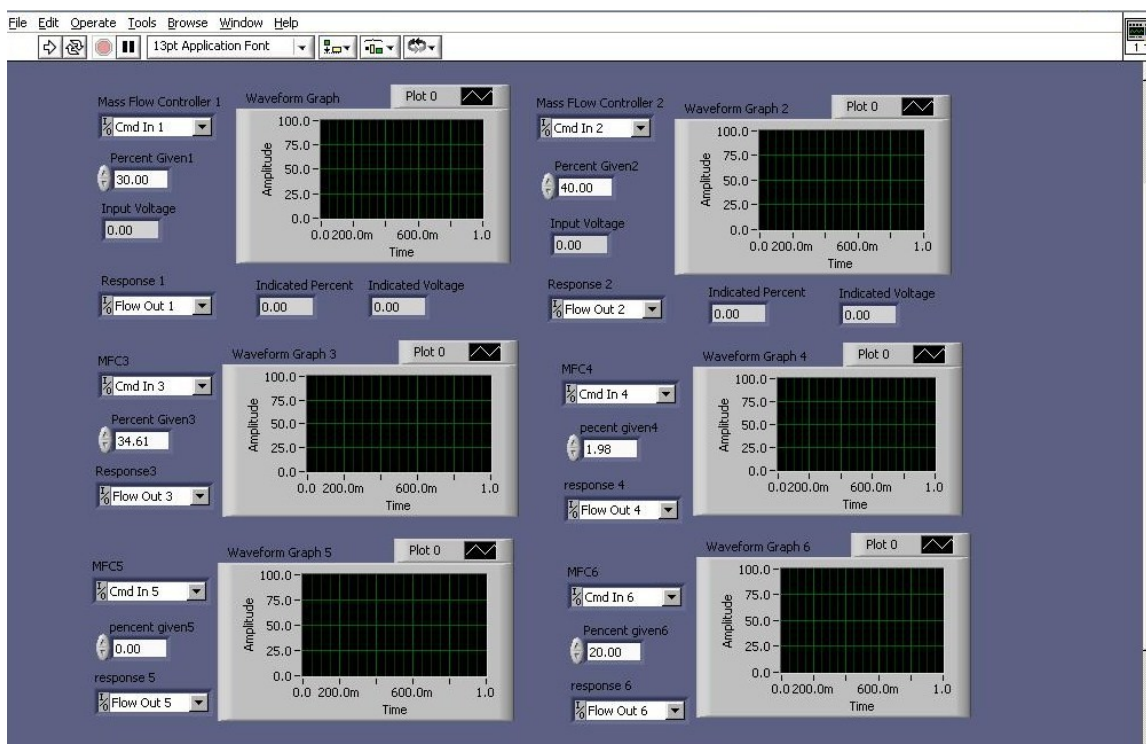 File Edit Operate Tools Browse Window Help
13pt Application Font
1
Mass Flow Controller 1
Cmd In 1
Percent Given1
30.00
Input Voltage
0.00
Response 1
Flow Out 1
Waveform Graph
Plot 0
100.0
75.0
50.0
25.0
0.0
Amplitude
0.0 200.0m 600.0m 1.0
Time
Indicated Percent Indicated Voltage
0.00 0.00
Mass FLow Controller 2
Cmd In 2
Percent Given2
40.00
Input Voltage
0.00
Response 2
Flow Out 2
Waveform Graph 2
Plot 0
100.0
75.0
50.0
25.0
0.0
Amplitude
0.0 200.0m 600.0m 1.0
Time
Indicated Percent Indicated Voltage
0.00 0.00
MFC3
Cmd In 3
Percent Given3
34.61
Response3
Flow Out 3
Waveform Graph 3
Plot 0
100.0
75.0
50.0
25.0
0.0
Amplitude
0.0 200.0m 600.0m 1.0
Time
MFC4
Cmd In 4
pecent given4
1.98
response 4
Flow Out 4
Waveform Graph 4
Plot 0
100.0
75.0
50.0
25.0
0.0
Amplitude
0.0 200.0m 600.0m 1.0
Time
MFC5
Cmd In 5
pencent given5
0.00
response 5
Flow Out 5
Waveform Graph 5
Plot 0
100.0
75.0
50.0
25.0
0.0
Amplitude
0.0 200.0m 600.0m 1.0
Time
MFC6
Cmd In 6
Pencent given6
20.00
response 6
Flow Out 6
Waveform Graph 6
Plot 0
100.0
75.0
50.0
25.0
0.0
Amplitude
0.0 200.0m 600.0m 1.0
Time